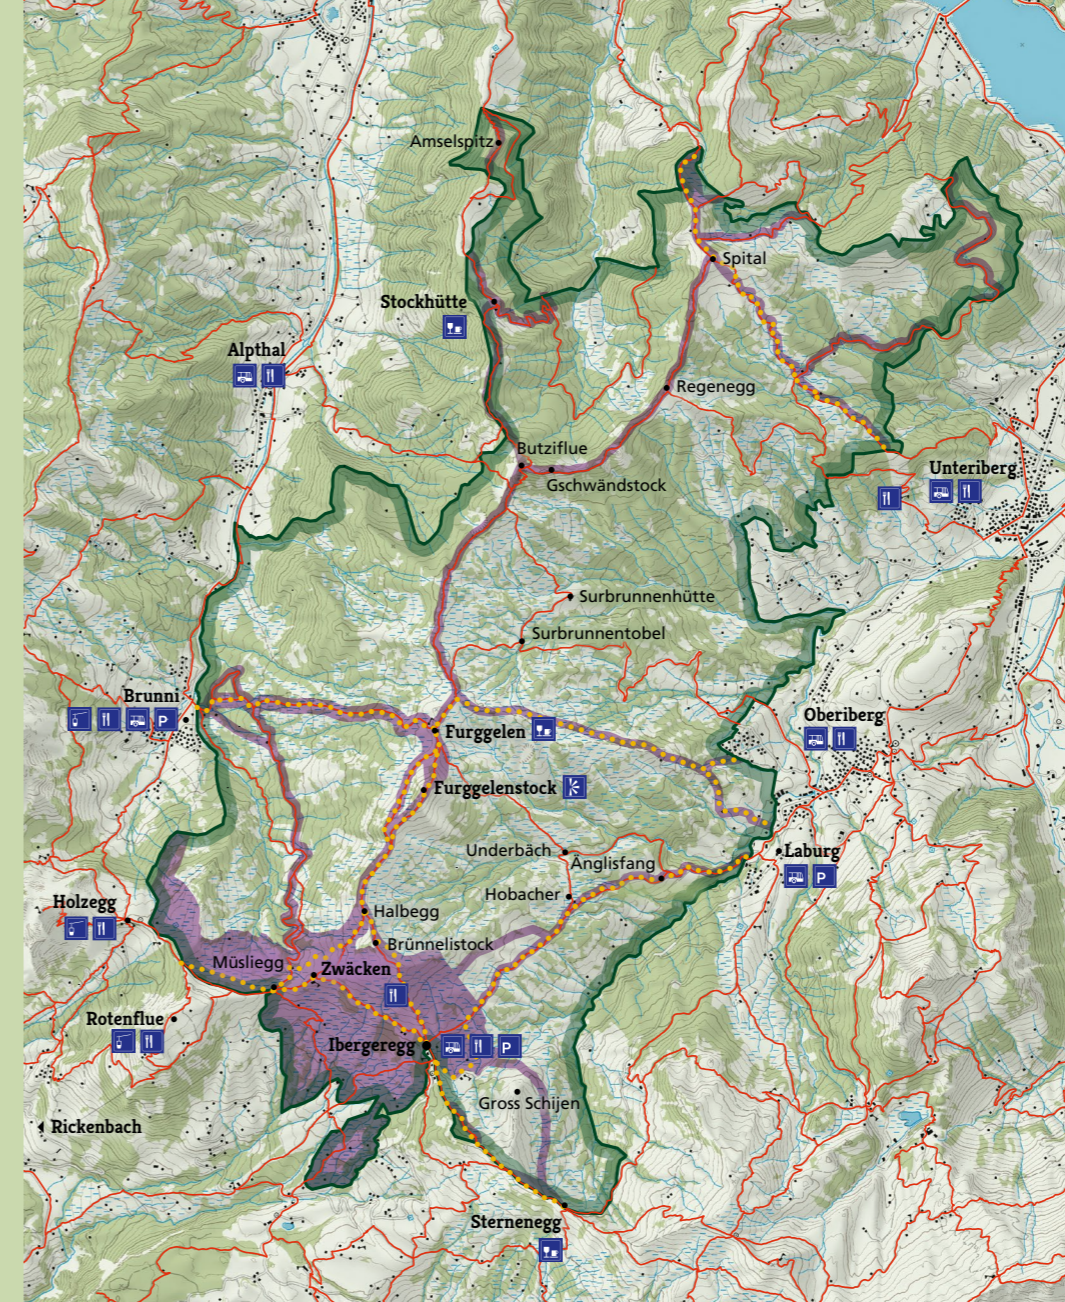 Amselspitz
Spital
Stockhütte
Alpthal
Regenegg
Butziflue
Gschwändstock
Unteriberg
Surbrunnenhütte
Surbrunnentobel
Brunni
P
Furggelen
Oberiberg
Furggelenstock
Underbäch
Änglisfang
Laburg
P
Hobacher
Holzegg
Halbegg
Brünnelistock
Müsliegg
Zwäcken
Rotenflue
Ibergeregg
P
Gross Schijen
Rickenbach
Sternenegg